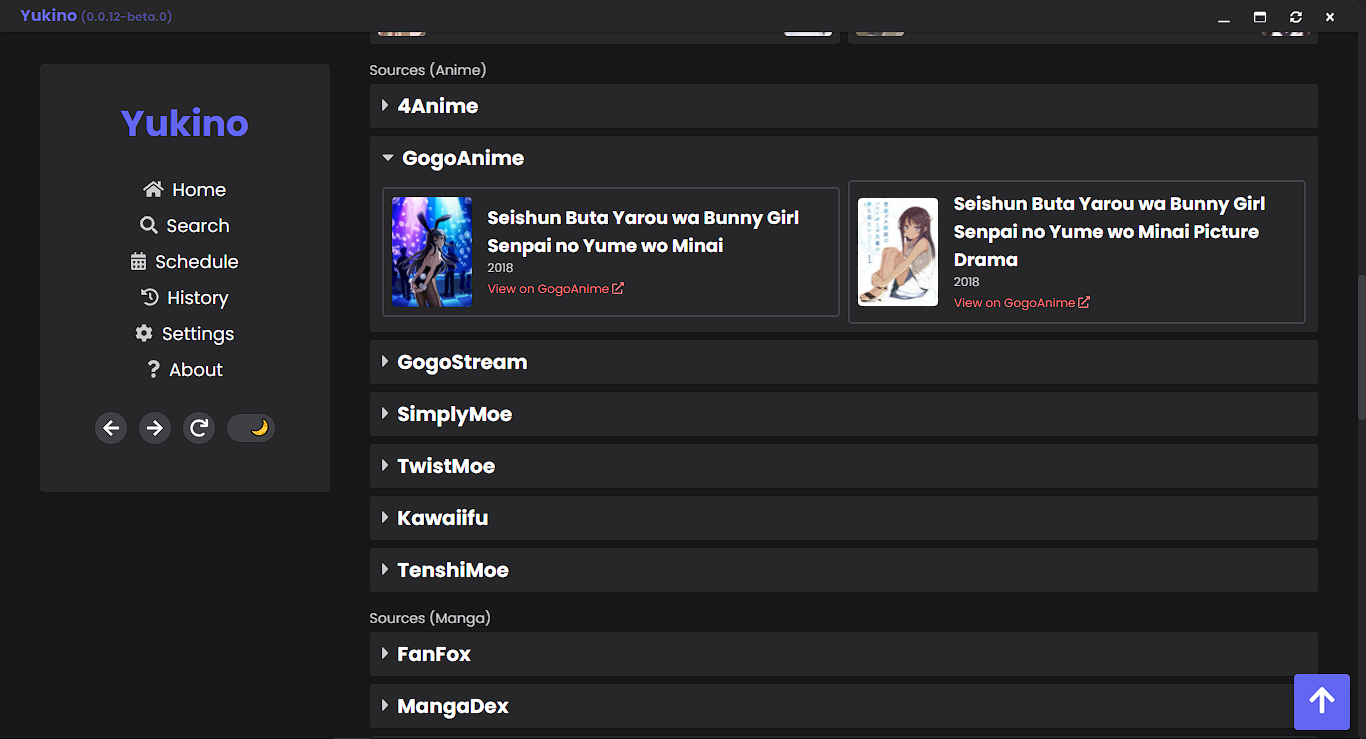 Yukino (0.0.12-beta.0)
Yukino
Home
Search
Schedule
History
Settings
About
Sources (Anime)
4Anime
GogoAnime
Seishun Buta Yarou wa Bunny Girl
Senpai no Yume wo Minai
2018
View on GogoAnime
Seishun Buta Yarou wa Bunny Girl
Senpai no Yume wo Minai Picture
Drama
2018
View on GogoAnime
GogoStream
SimplyMoe
TwistMoe
Kawaiifu
TenshiMoe
Sources (Manga)
FanFox
MangaDex